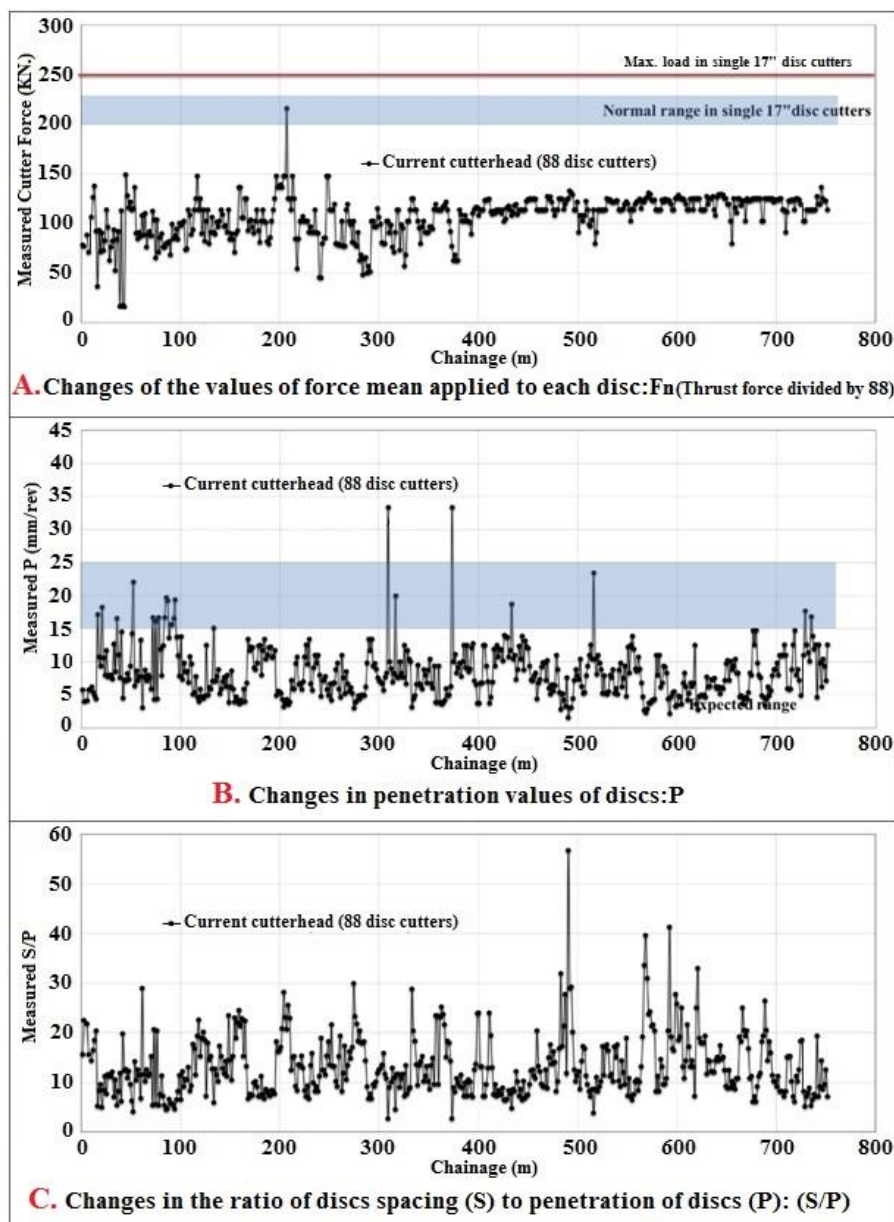 300
250
200
150
100
50
0
Measured Cutter Force (KN.)
Max. load in single 17" disc cutters
Normal range in single 17"disc cutters
Current cutterhead (88 disc cutters)
0 100 200 300 400 500 600 700 800
Chainage (m)
A. Changes of the values of force mean applied to each disc:Fn(Thrust force divided by 88)
45
40
35
30
25
20
15
10
5
0
Measured P (mm/rev)
Current cutterhead (88 disc cutters)
Expected range
0 100 200 300 400 500 600 700 800
Chainage (m)
B. Changes in penetration values of discs:P
60
50
40
30
20
10
0
Measured S/P
Current cutterhead (88 disc cutters)
0 100 200 300 400 500 600 700 800
Chainage (m)
C. Changes in the ratio of discs spacing (S) to penetration of discs (P): (S/P)